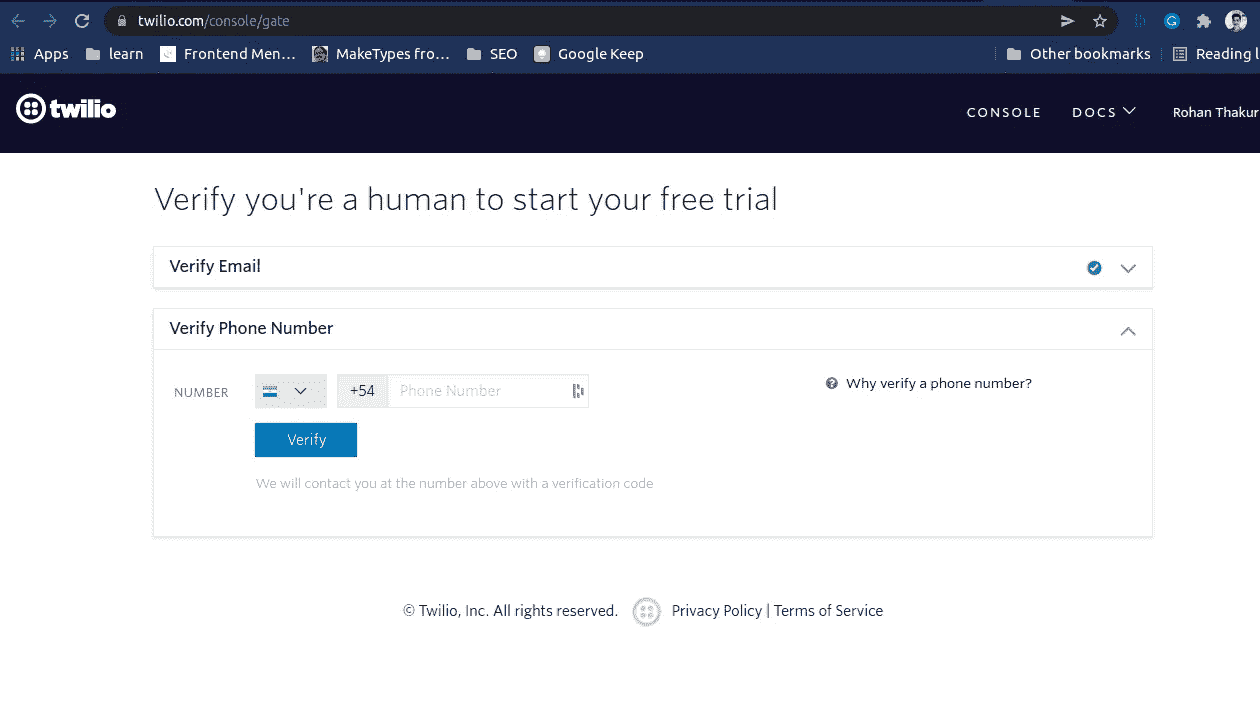 twilio.com/console/gate
Apps learn Frontend Men... MakeTypes fro... SEO Google Keep Other bookmarks Reading l
twilio CONSOLE DOCS Rohan Thakur
Verify you're a human to start your free trial
Verify Email
Verify Phone Number
NUMBER +54 Phone Number Why verify a phone number?
Verify
We will contact you at the number above with a verification code
© Twilio, Inc. All rights reserved. Privacy Policy | Terms of Service